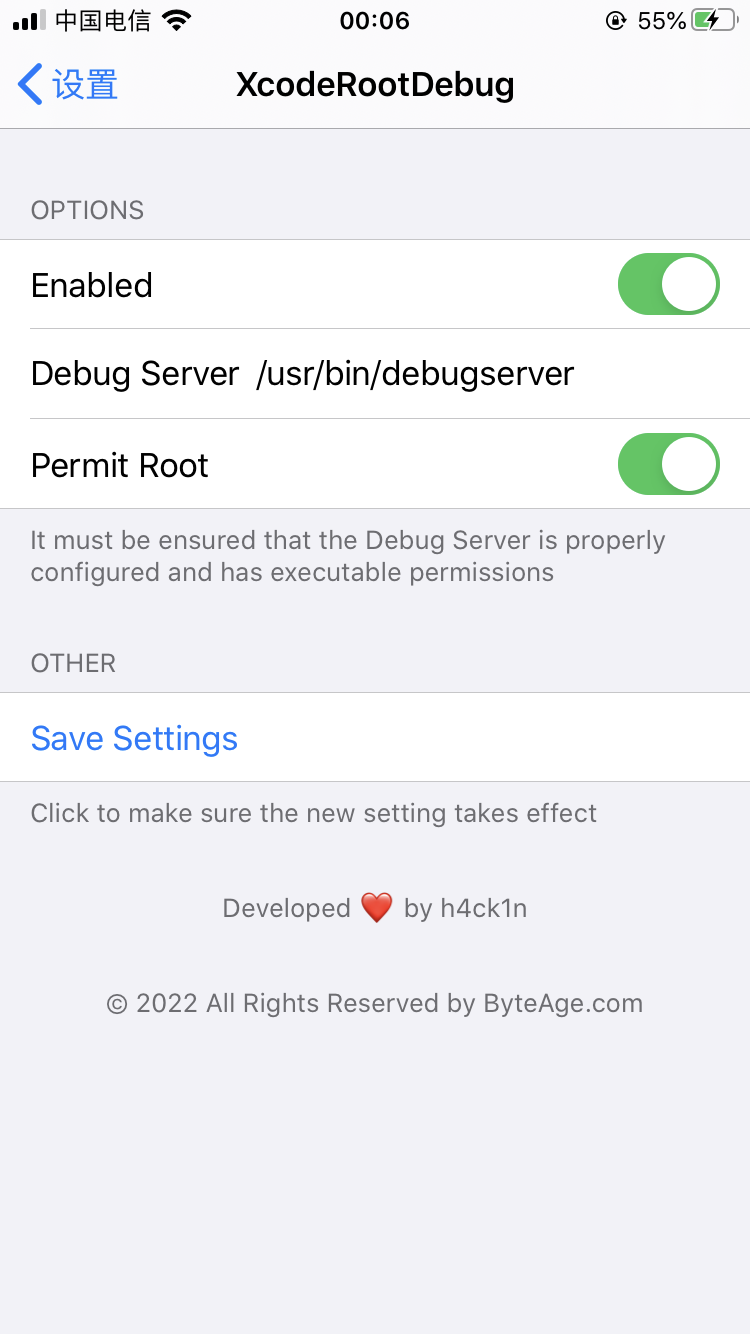 中国电信 00:06 55%
设置 XcodeRootDebug
OPTIONS
Enabled
Debug Server /usr/bin/debugserver
Permit Root
It must be ensured that the Debug Server is properly
configured and has executable permissions
OTHER
Save Settings
Click to make sure the new setting takes effect
Developed ❤️ by h4ck1n
© 2022 All Rights Reserved by ByteAge.com